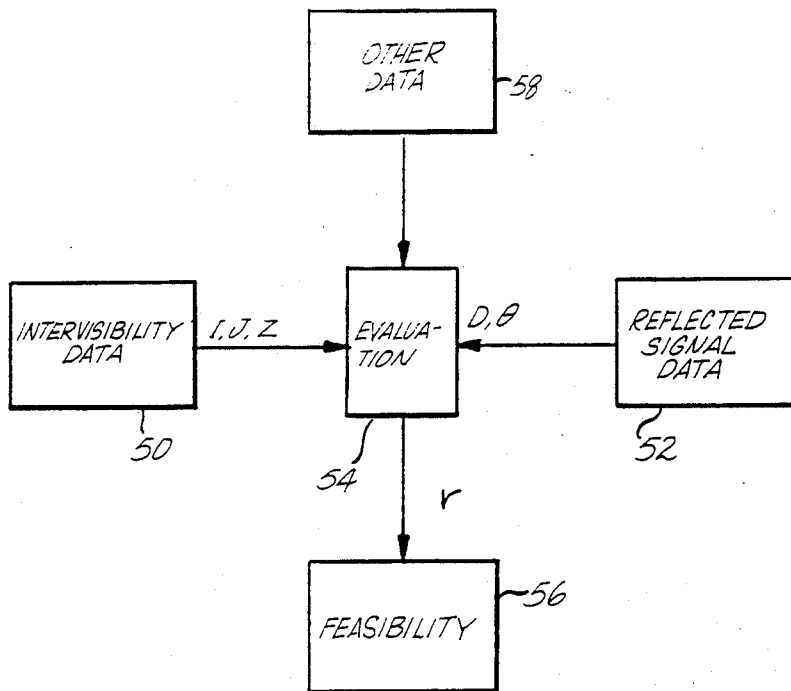 OTHER
DATA
58
INTERVISIBILITY
DATA
50
I, J, Z
EVALUA-
TION
54
D, θ
REFLECTED
SIGNAL
DATA
52
r
FEASIBILITY
56